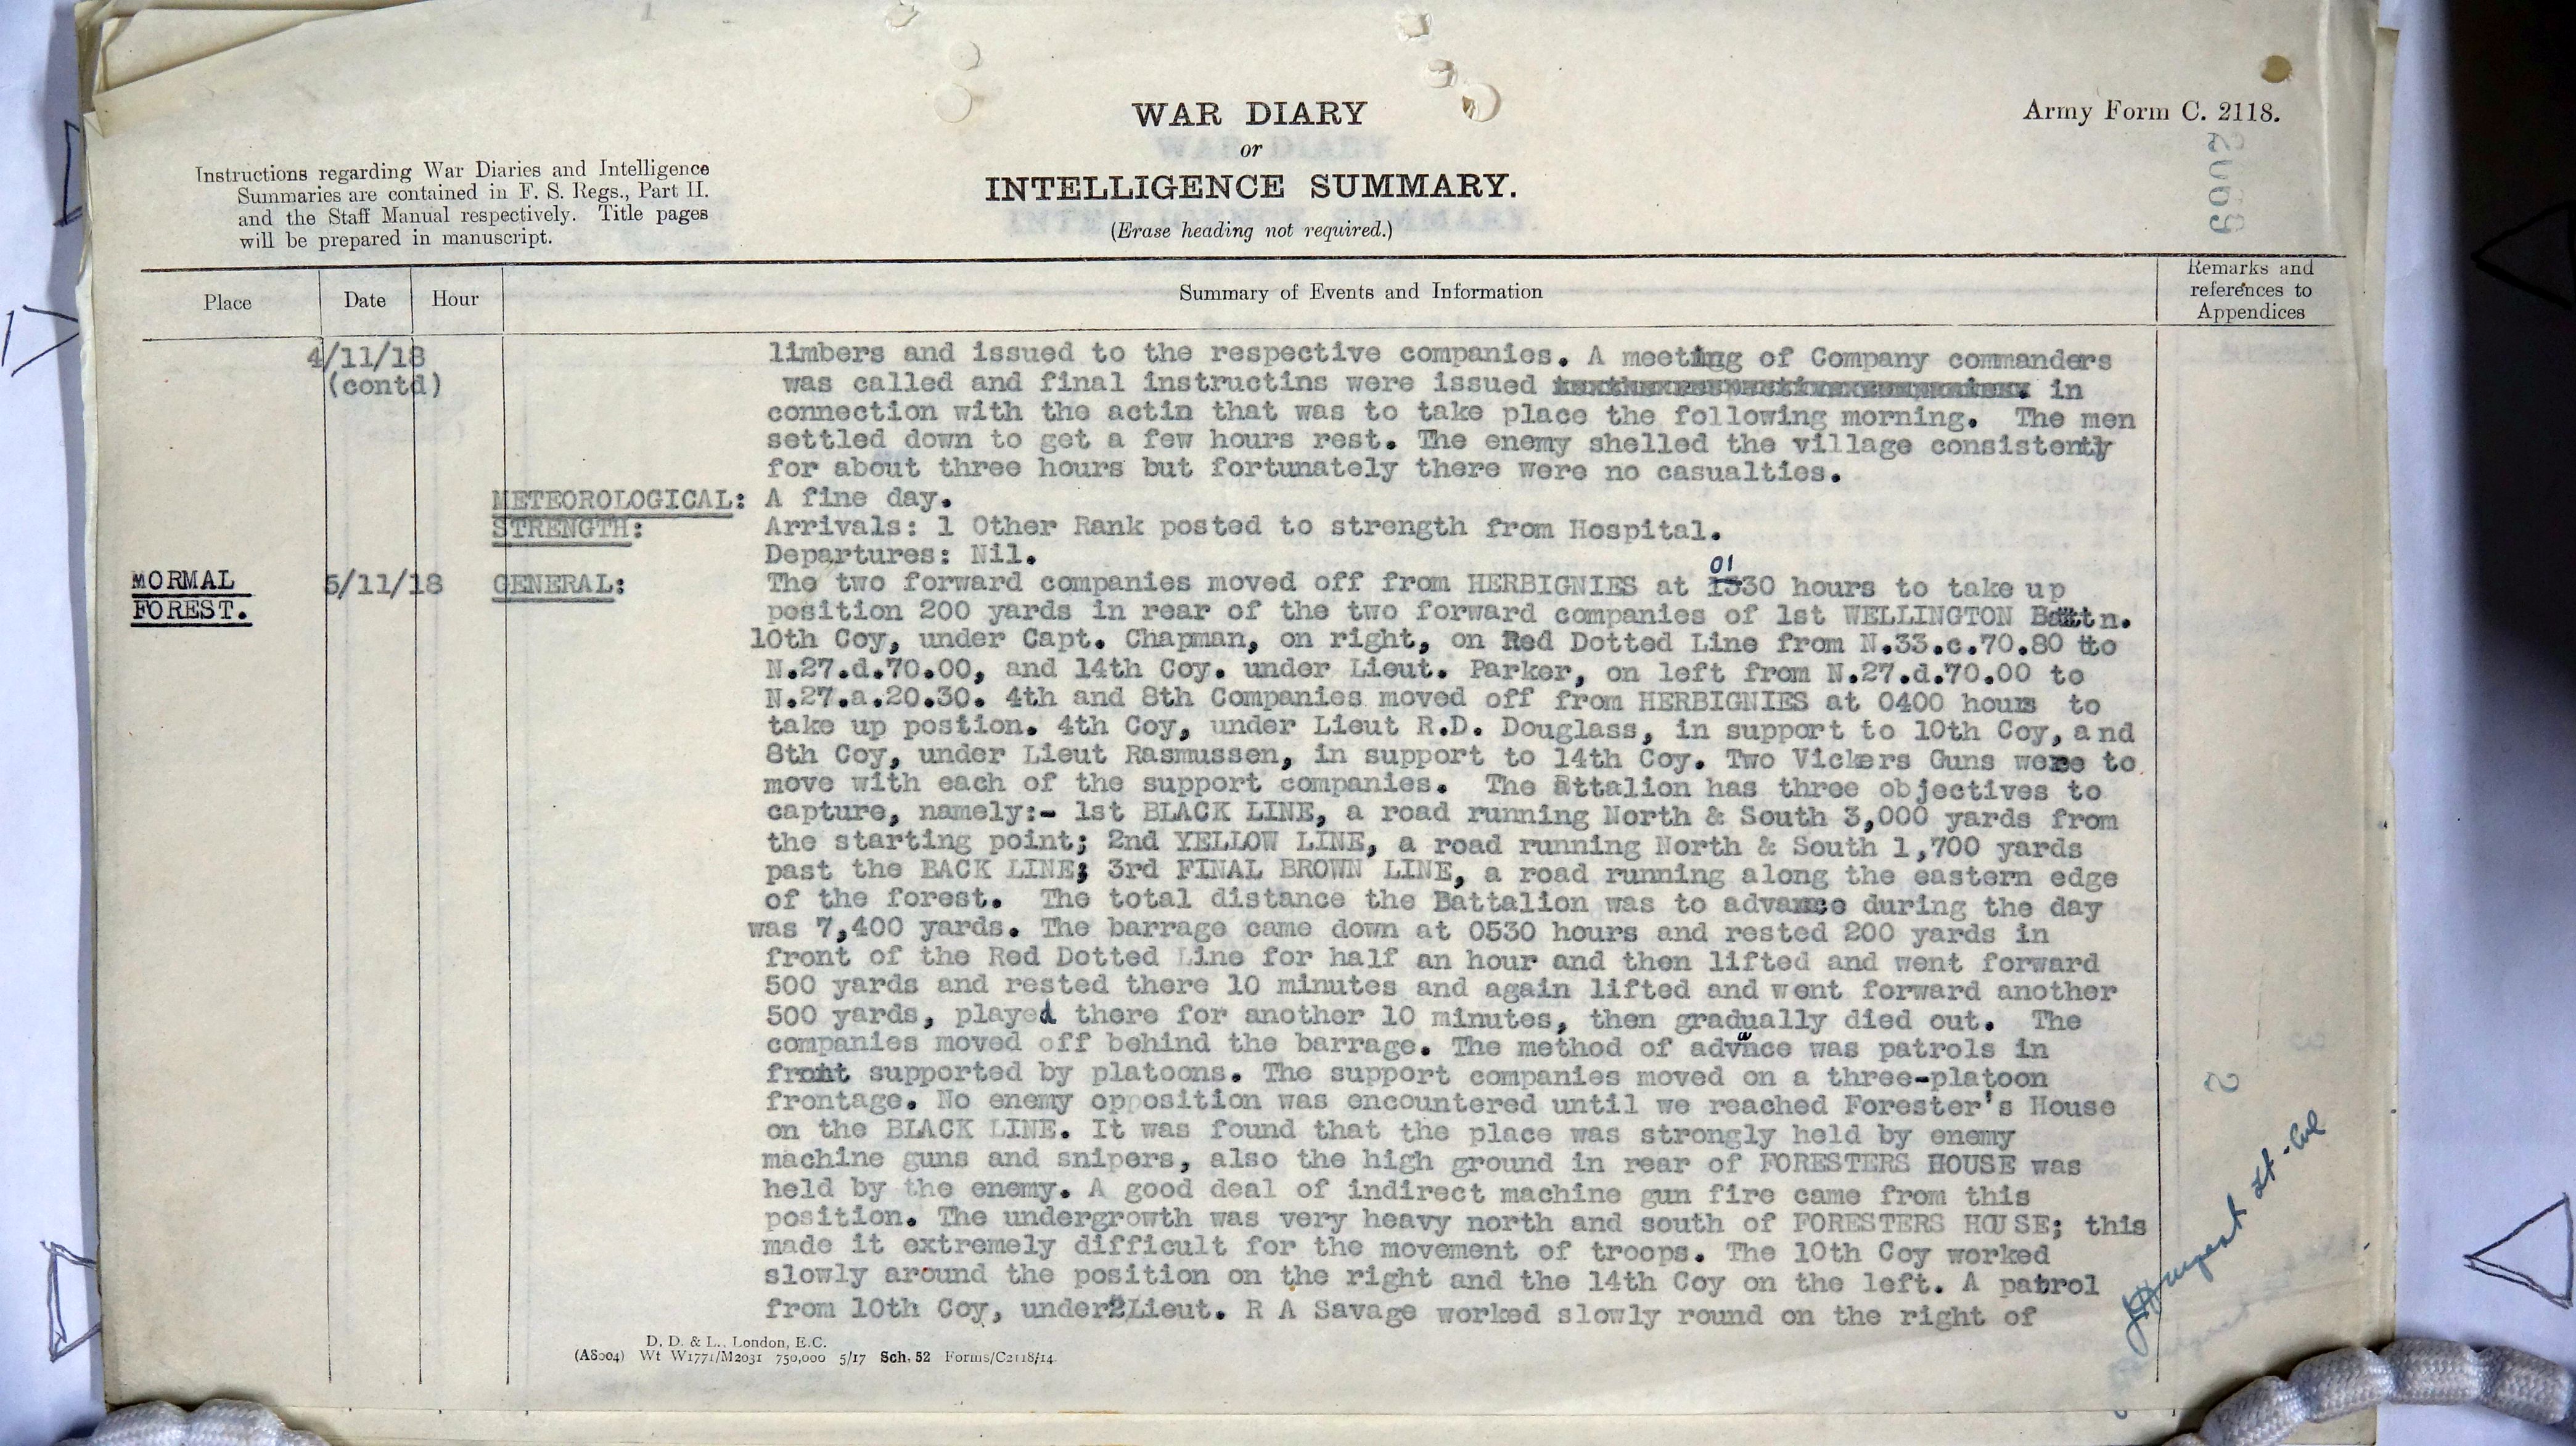 WAR DIARY
or
INTELLIGENCE SUMMARY.
(Erase heading not required.)
Army Form C. 2118.
Instructions regarding War Diaries and Intelligence
Summaries are contained in F. S. Regs., Part II.
and the Staff Manual respectively. Title pages
will be prepared in manuscript.
Place Date Hour Summary of Events and Information Remarks and
references to
Appendices
4/11/18 limbers and issued to the respective companies. A meeting of Company commanders
(contd) was called and final instructins were issued in
connection with the actin that was to take place the following morning. The men
settled down to get a few hours rest. The enemy shelled the village consistently
for about three hours but fortunately there were no casualties.
METEOROLOGICAL: A fine day.
STRENGTH: Arrivals: 1 Other Rank posted to strength from Hospital.
Departures: Nil.
MORMAL FOREST. 5/11/18 GENERAL: The two forward companies moved off from HERBIGNIES at 0130 hours to take up
position 200 yards in rear of the two forward companies of 1st WELLINGTON Battn.
10th Coy, under Capt. Chapman, on right, on Red Dotted Line from N.33.c.70.80 to
N.27.d.70.00, and 14th Coy. under Lieut. Parker, on left from N.27.d.70.00 to
N.27.a.20.30. 4th and 8th Companies moved off from HERBIGNIES at 0400 hours to
take up postion. 4th Coy, under Lieut R.D. Douglass, in support to 10th Coy, and
8th Coy, under Lieut Rasmussen, in support to 14th Coy. Two Vickers Guns were to
move with each of the support companies. The Battalion has three objectives to
capture, namely:- 1st BLACK LINE, a road running North & South 3,000 yards from
the starting point; 2nd YELLOW LINE, a road running North & South 1,700 yards
past the BACK LINE; 3rd FINAL BROWN LINE, a road running along the eastern edge
of the forest. The total distance the Battalion was to advance during the day
was 7,400 yards. The barrage came down at 0530 hours and rested 200 yards in
front of the Red Dotted Line for half an hour and then lifted and went forward
500 yards and rested there 10 minutes and again lifted and went forward another
500 yards, played there for another 10 minutes, then gradually died out. The
companies moved off behind the barrage. The method of advance was patrols in
front supported by platoons. The support companies moved on a three-platoon
frontage. No enemy opposition was encountered until we reached Forester's House
on the BLACK LINE. It was found that the place was strongly held by enemy
machine guns and snipers, also the high ground in rear of FORESTERS HOUSE was
held by the enemy. A good deal of indirect machine gun fire came from this
position. The undergrowth was very heavy north and south of FORESTERS HOUSE; this
made it extremely difficult for the movement of troops. The 10th Coy worked
slowly around the position on the right and the 14th Coy on the left. A patrol
from 10th Coy, under 2Lieut. R A Savage worked slowly round on the right of
D. D. & L., London, E.C.
(A8004) Wt W1771/M2031 750,000 5/17 Sch. 52 Forms/C2118/14
Lt-Col
2